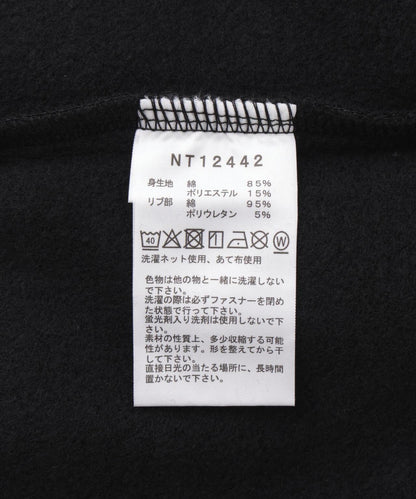 NT12442
身生地 綿 85%
ポリエステル 15%
リブ部 綿 95%
ポリウレタン 5%
40 W
洗濯ネット使用、あて布使用
色物は他の物と一緒に洗濯しない
で下さい。
洗濯の際は必ずファスナーを閉め
た状態で行って下さい。
蛍光剤入り洗剤は使用しないで下
さい。
素材の性質上、多少収縮する可能
性があります。形を整えてから干
して下さい。
直接日光の当たる場所に、長時間
置かないで下さい。